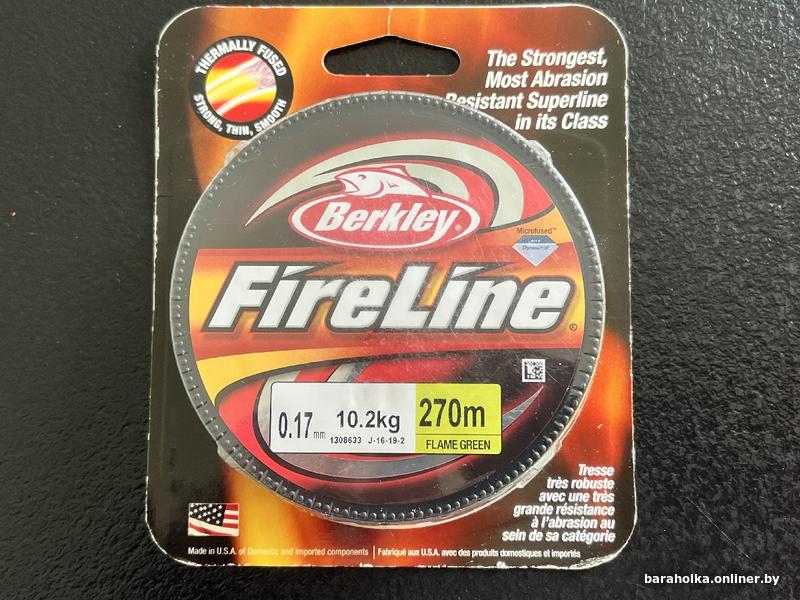 THERMALLY FUSED
STRONG, THIN, SMOOTH
The Strongest,
Most Abrasion
Resistant Superline
in its Class
Berkley®
Microfused™
FireLine®
0.17 mm
10.2kg
1308633 J-16-19-2
270m
FLAME GREEN
Tresse
très robuste
avec une très
grande résistance
à l'abrasion au
sein de sa catégorie
Made in U.S.A. of Domestic and Imported components | Fabriqué aux U.S.A. avec des produits domestiques et importés
baraholka.onliner.by